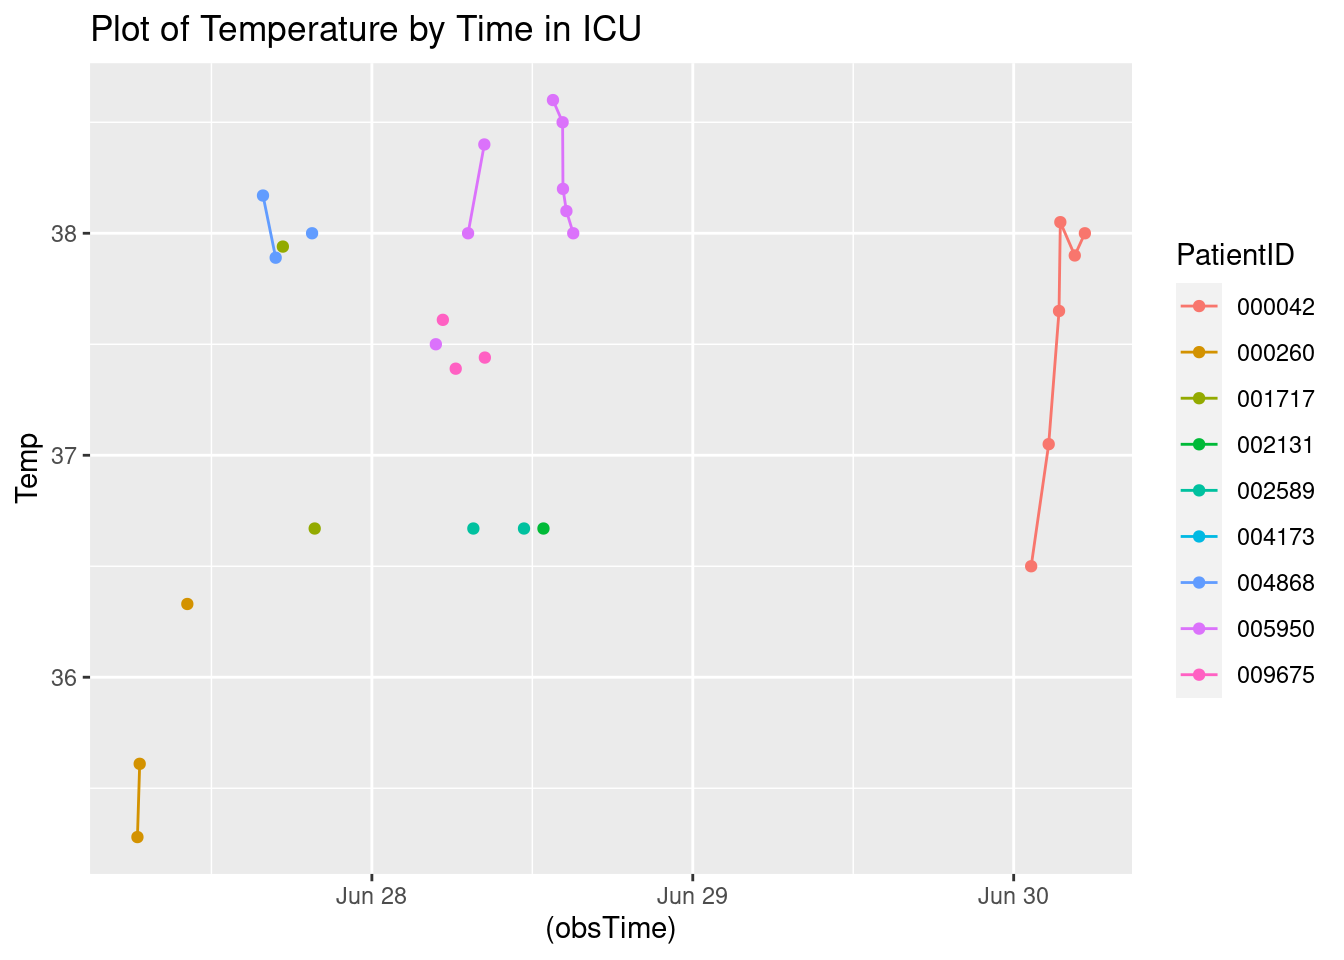 Plot of Temperature by Time in ICU
38
37
36
Temp
Jun 28
Jun 29
Jun 30
(obsTime)
PatientID
000042
000260
001717
002131
002589
004173
004868
005950
009675